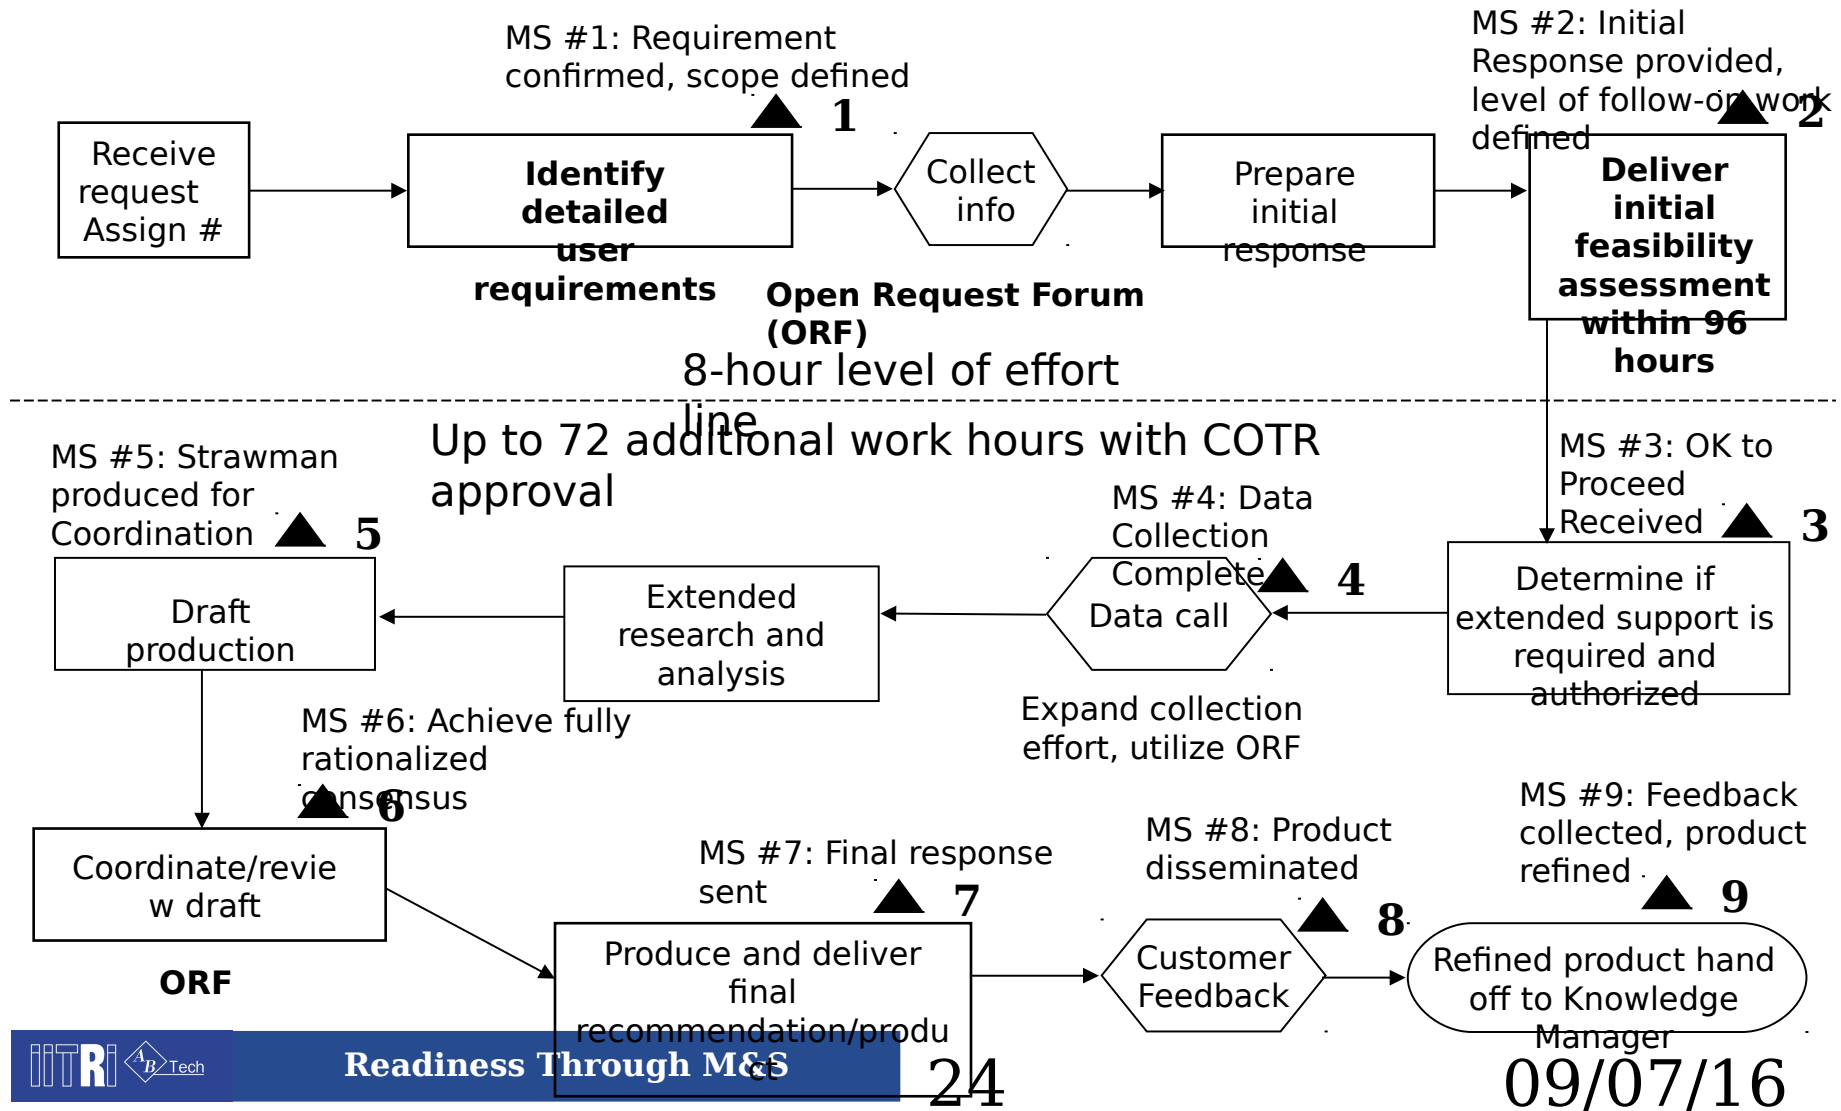 MS #1: Requirement
confirmed, scope defined
1
MS #2: Initial
Response provided,
level of follow-on work
defined
2
Receive
request
Assign #
Identify
detailed
user
requirements
Collect
info
Prepare
initial
response
Deliver
initial
feasibility
assessment
within 96
hours
Open Request Forum
(ORF)
8-hour level of effort
line
Up to 72 additional work hours with COTR
approval
MS #5: Strawman
produced for
Coordination
5
MS #4: Data
Collection
Complete
4
MS #3: OK to
Proceed
Received
3
Draft
production
Extended
research and
analysis
Data call
Determine if
extended support is
required and
authorized
Expand collection
effort, utilize ORF
MS #6: Achieve fully
rationalized
consensus
6
Coordinate/revie
w draft
ORF
MS #7: Final response
sent
7
Produce and deliver
final
recommendation/produ
ct
MS #8: Product
disseminated
8
Customer
Feedback
MS #9: Feedback
collected, product
refined
9
Refined product hand
off to Knowledge
Manager
IITRI
AB Tech
Readiness Through M&S
24
09/07/16